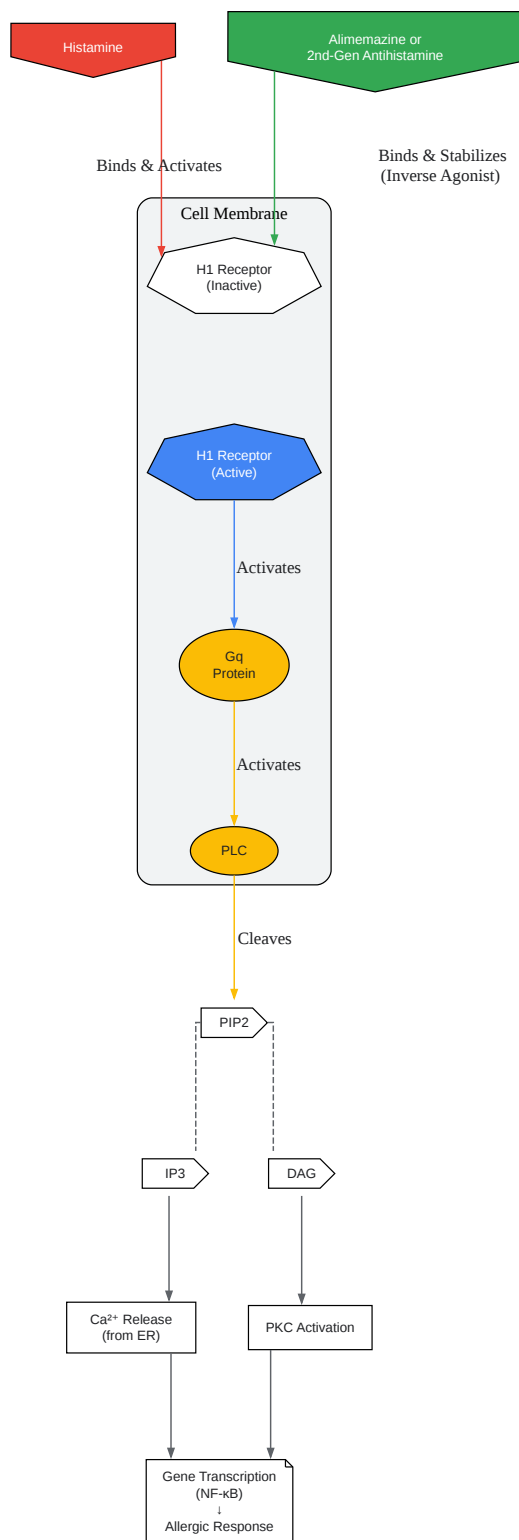 Histamine
Alimemazine or
2nd-Gen Antihistamine
Binds & Activates
Binds & Stabilizes
(Inverse Agonist)
Cell Membrane
H1 Receptor
(Inactive)
H1 Receptor
(Active)
Activates
Gq
Protein
Activates
PLC
Cleaves
PIP2
IP3
DAG
Ca²⁺ Release
(from ER)
PKC Activation
Gene Transcription
(NF-κB)
↓
Allergic Response